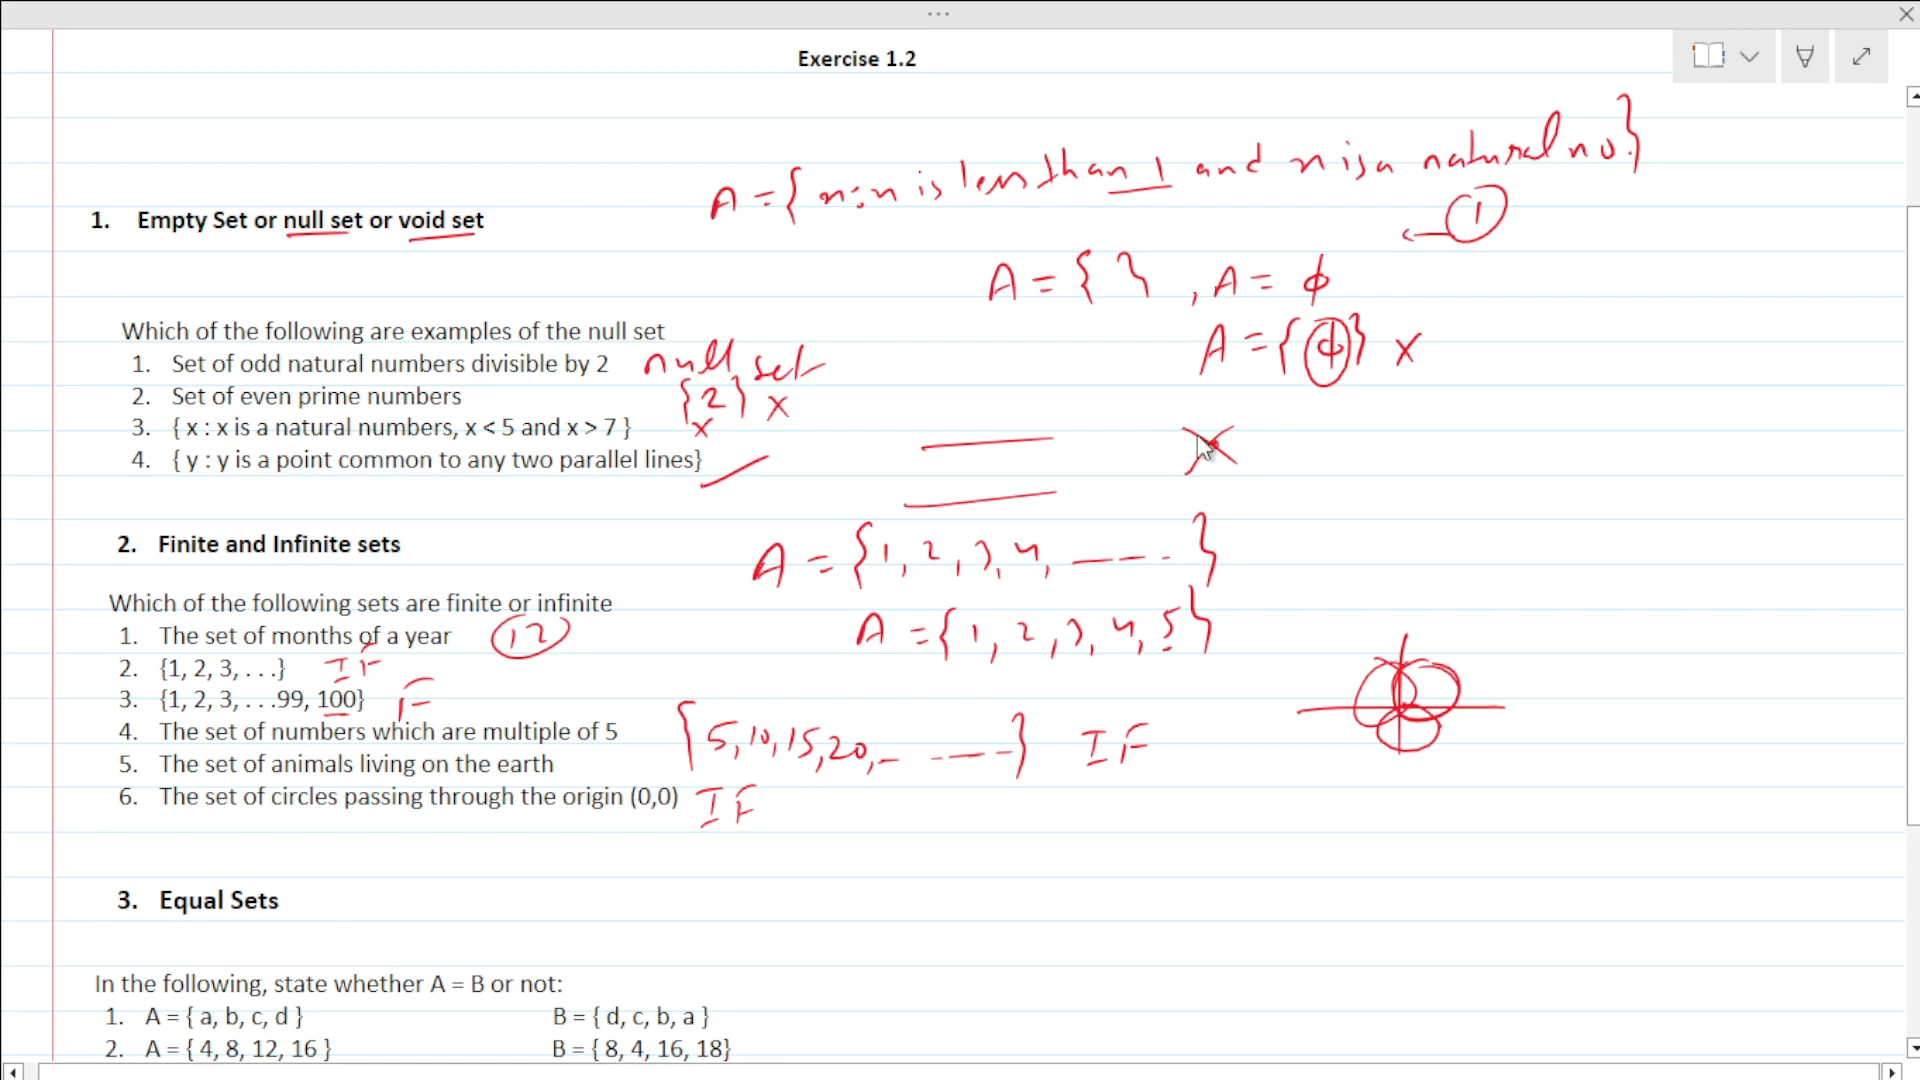 Exercise 1.2
A = { x : x is less than 1 and x is a natural no. }
1
1. Empty Set or null set or void set
A = { } , A = ϕ
Which of the following are examples of the null set
A = { ϕ } x
1. Set of odd natural numbers divisible by 2 null set
2. Set of even prime numbers {2} x
3. { x : x is a natural numbers, x < 5 and x > 7 } x
4. { y : y is a point common to any two parallel lines}
2. Finite and Infinite sets
A = { 1, 2, 3, 4, ---- }
Which of the following sets are finite or infinite
1. The set of months of a year 12
A = { 1, 2, 3, 4, 5 }
2. {1, 2, 3, . . .} IF
3. {1, 2, 3, . . .99, 100} F
4. The set of numbers which are multiple of 5 {5, 10, 15, 20, - ---- } IF
5. The set of animals living on the earth
6. The set of circles passing through the origin (0,0) IF
3. Equal Sets
In the following, state whether A = B or not:
1. A = { a, b, c, d } B = { d, c, b, a }
2. A = { 4, 8, 12, 16 } B = { 8, 4, 16, 18}